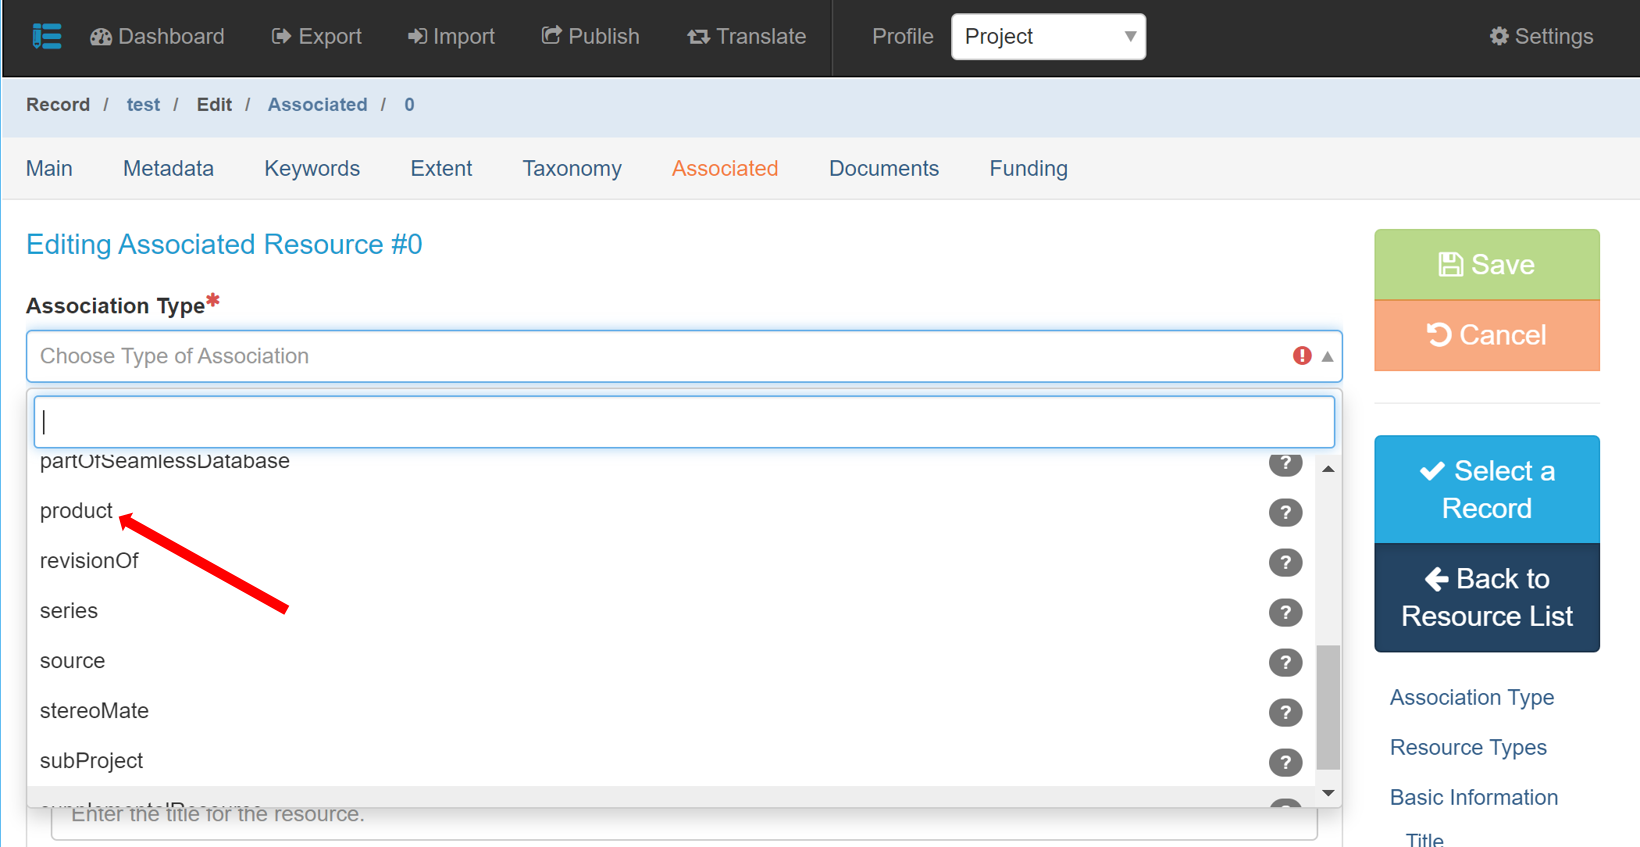 Dashboard Export Import Publish Translate Profile Project Settings
Record / test / Edit / Associated / 0
Main Metadata Keywords Extent Taxonomy Associated Documents Funding
Editing Associated Resource #0
Association Type*
Choose Type of Association
partOfSeamlessDatabase ?
product ?
revisionOf ?
series ?
source ?
stereoMate ?
subProject ?
supplementalResource
Enter the title for the resource.
Save
Cancel
Select a
Record
Back to
Resource List
Association Type
Resource Types
Basic Information
Title